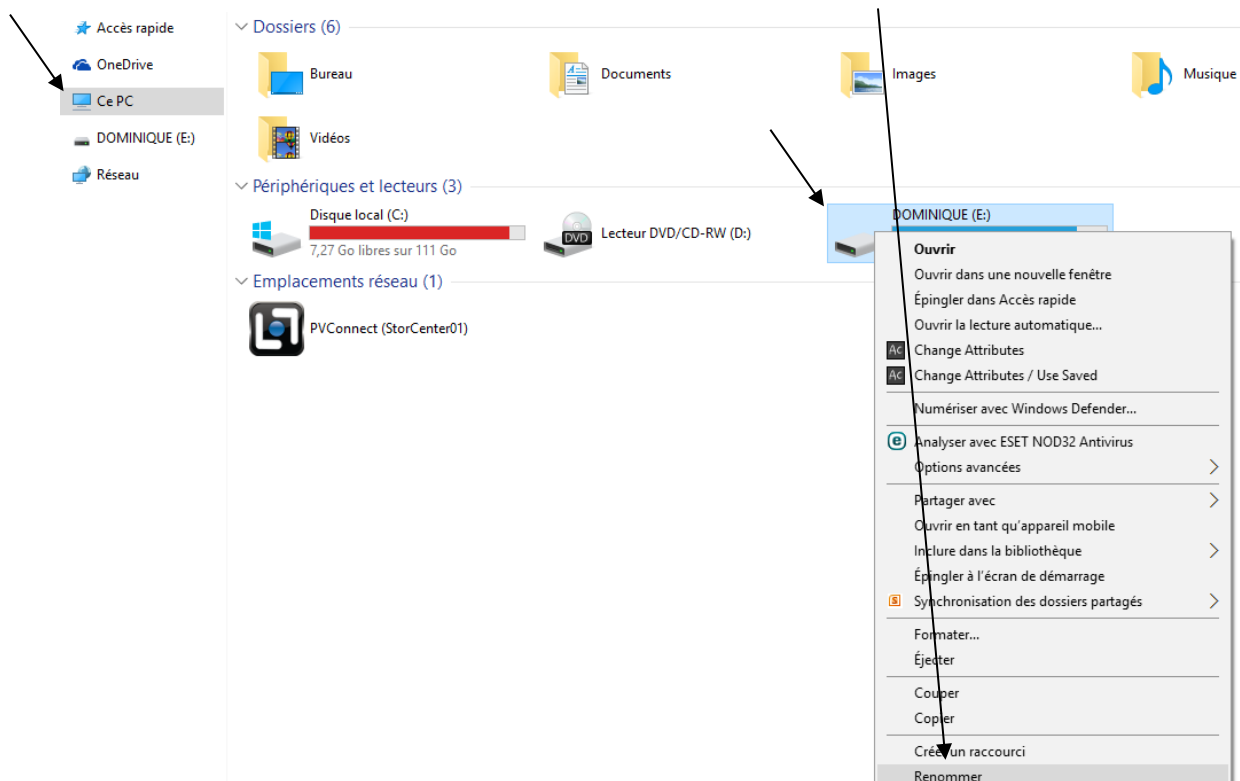 Accès rapide
OneDrive
Ce PC
DOMINIQUE (E:)
Réseau
Dossiers (6)
Bureau
Documents
Images
Musique
Vidéos
Périphériques et lecteurs (3)
Disque local (C:)
7,27 Go libres sur 111 Go
DVD
Lecteur DVD/CD-RW (D:)
DOMINIQUE (E:)
Emplacements réseau (1)
PVConnect (StorCenter01)
Ouvrir
Ouvrir dans une nouvelle fenêtre
Épingler dans Accès rapide
Ouvrir la lecture automatique...
Ac Change Attributes
Ac Change Attributes / Use Saved
Numériser avec Windows Defender...
e Analyser avec ESET NOD32 Antivirus
Options avancées
Partager avec
Ouvrir en tant qu'appareil mobile
Inclure dans la bibliothèque
Épingler à l'écran de démarrage
S Synchronisation des dossiers partagés
Formater...
Éjecter
Couper
Copier
Créer un raccourci
Renommer